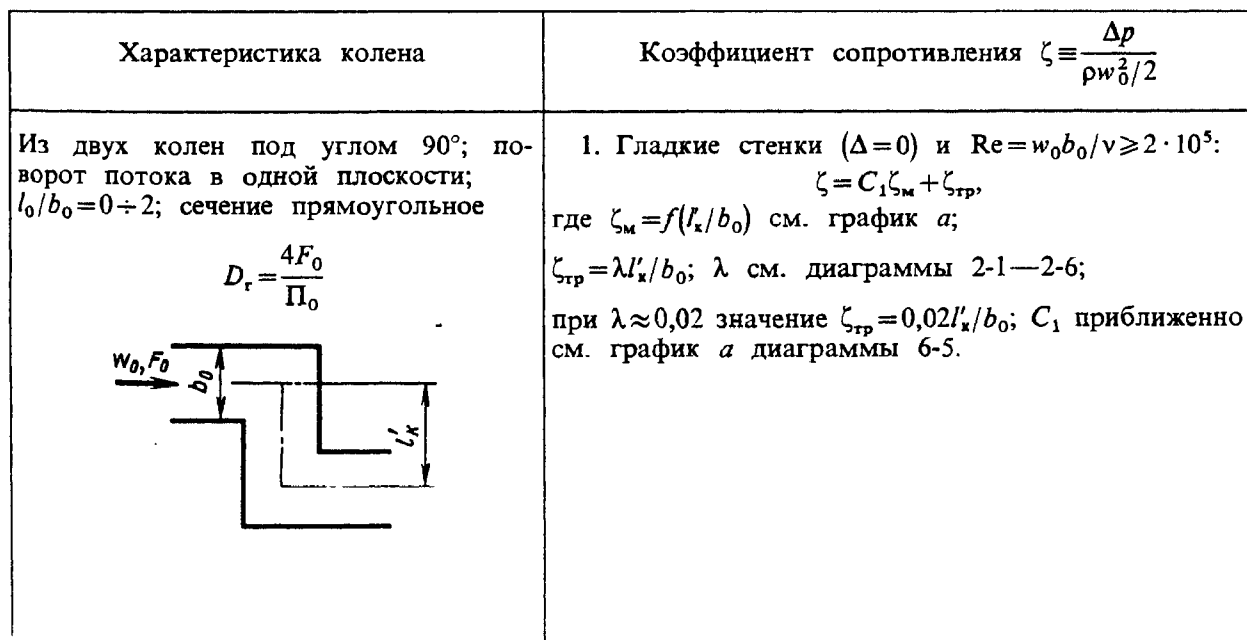 Характеристика колена
Коэффициент сопротивления ζ≡Δp/(ρw₀²/2)
Из двух колен под углом 90°; по-
ворот потока в одной плоскости;
l₀/b₀=0÷2; сечение прямоугольное
Dг=4F₀/Π₀
w₀, F₀
b₀
l′к
1. Гладкие стенки (Δ=0) и Re=w₀b₀/ν⩾2·10⁵:
ζ=C₁ζм+ζтр,
где ζм=f(l′к/b₀) см. график а;
ζтр=λl′к/b₀; λ см. диаграммы 2-1—2-6;
при λ≈0,02 значение ζтр=0,02l′к/b₀; C₁ приближенно
см. график а диаграммы 6-5.